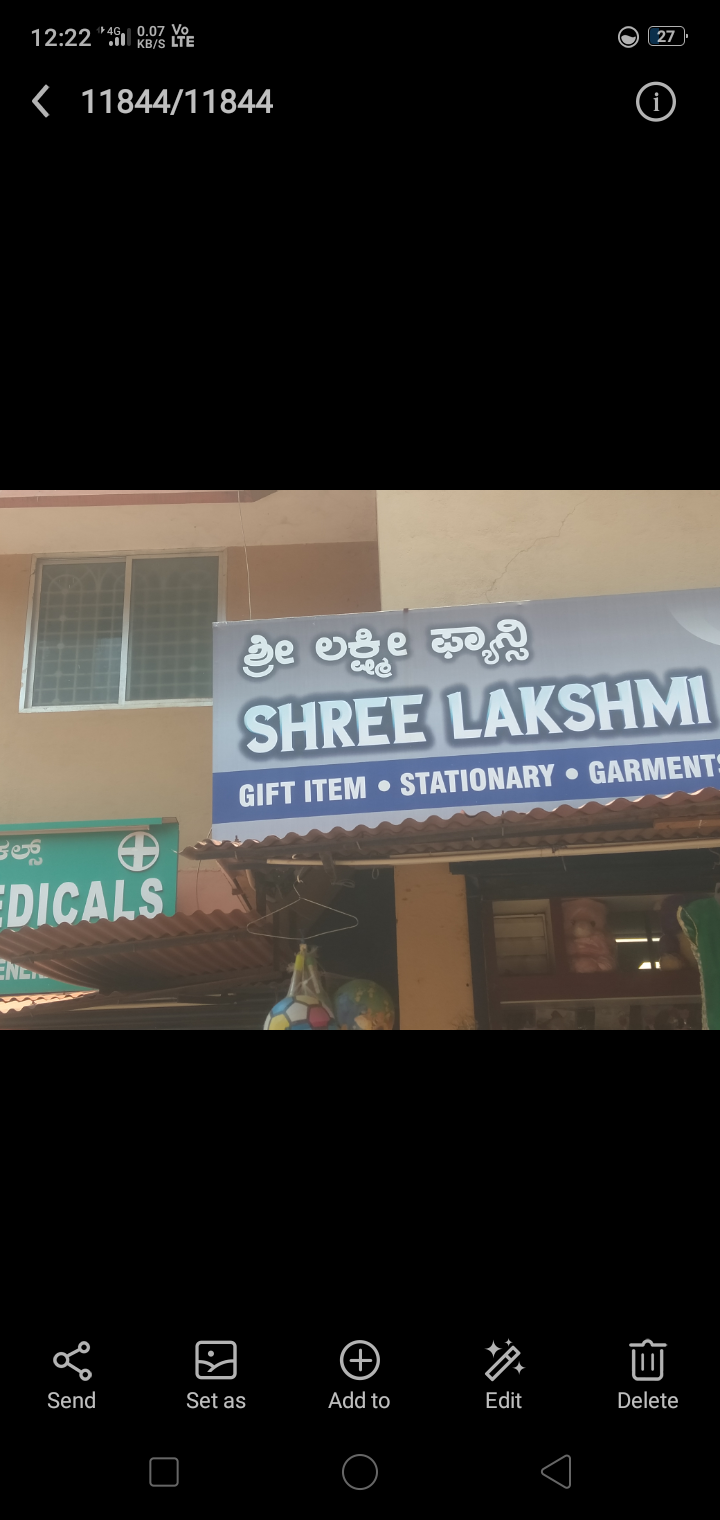 12:22 4G 0.07 KB/S Vo LTE 27
11844/11844
ಶ್ರೀ ಲಕ್ಷ್ಮೀ ಫ್ಯಾನ್ಸಿ
SHREE LAKSHMI
GIFT ITEM • STATIONARY • GARMENTS
ಕಲ್ಸ್
EDICALS
Send Set as Add to Edit Delete